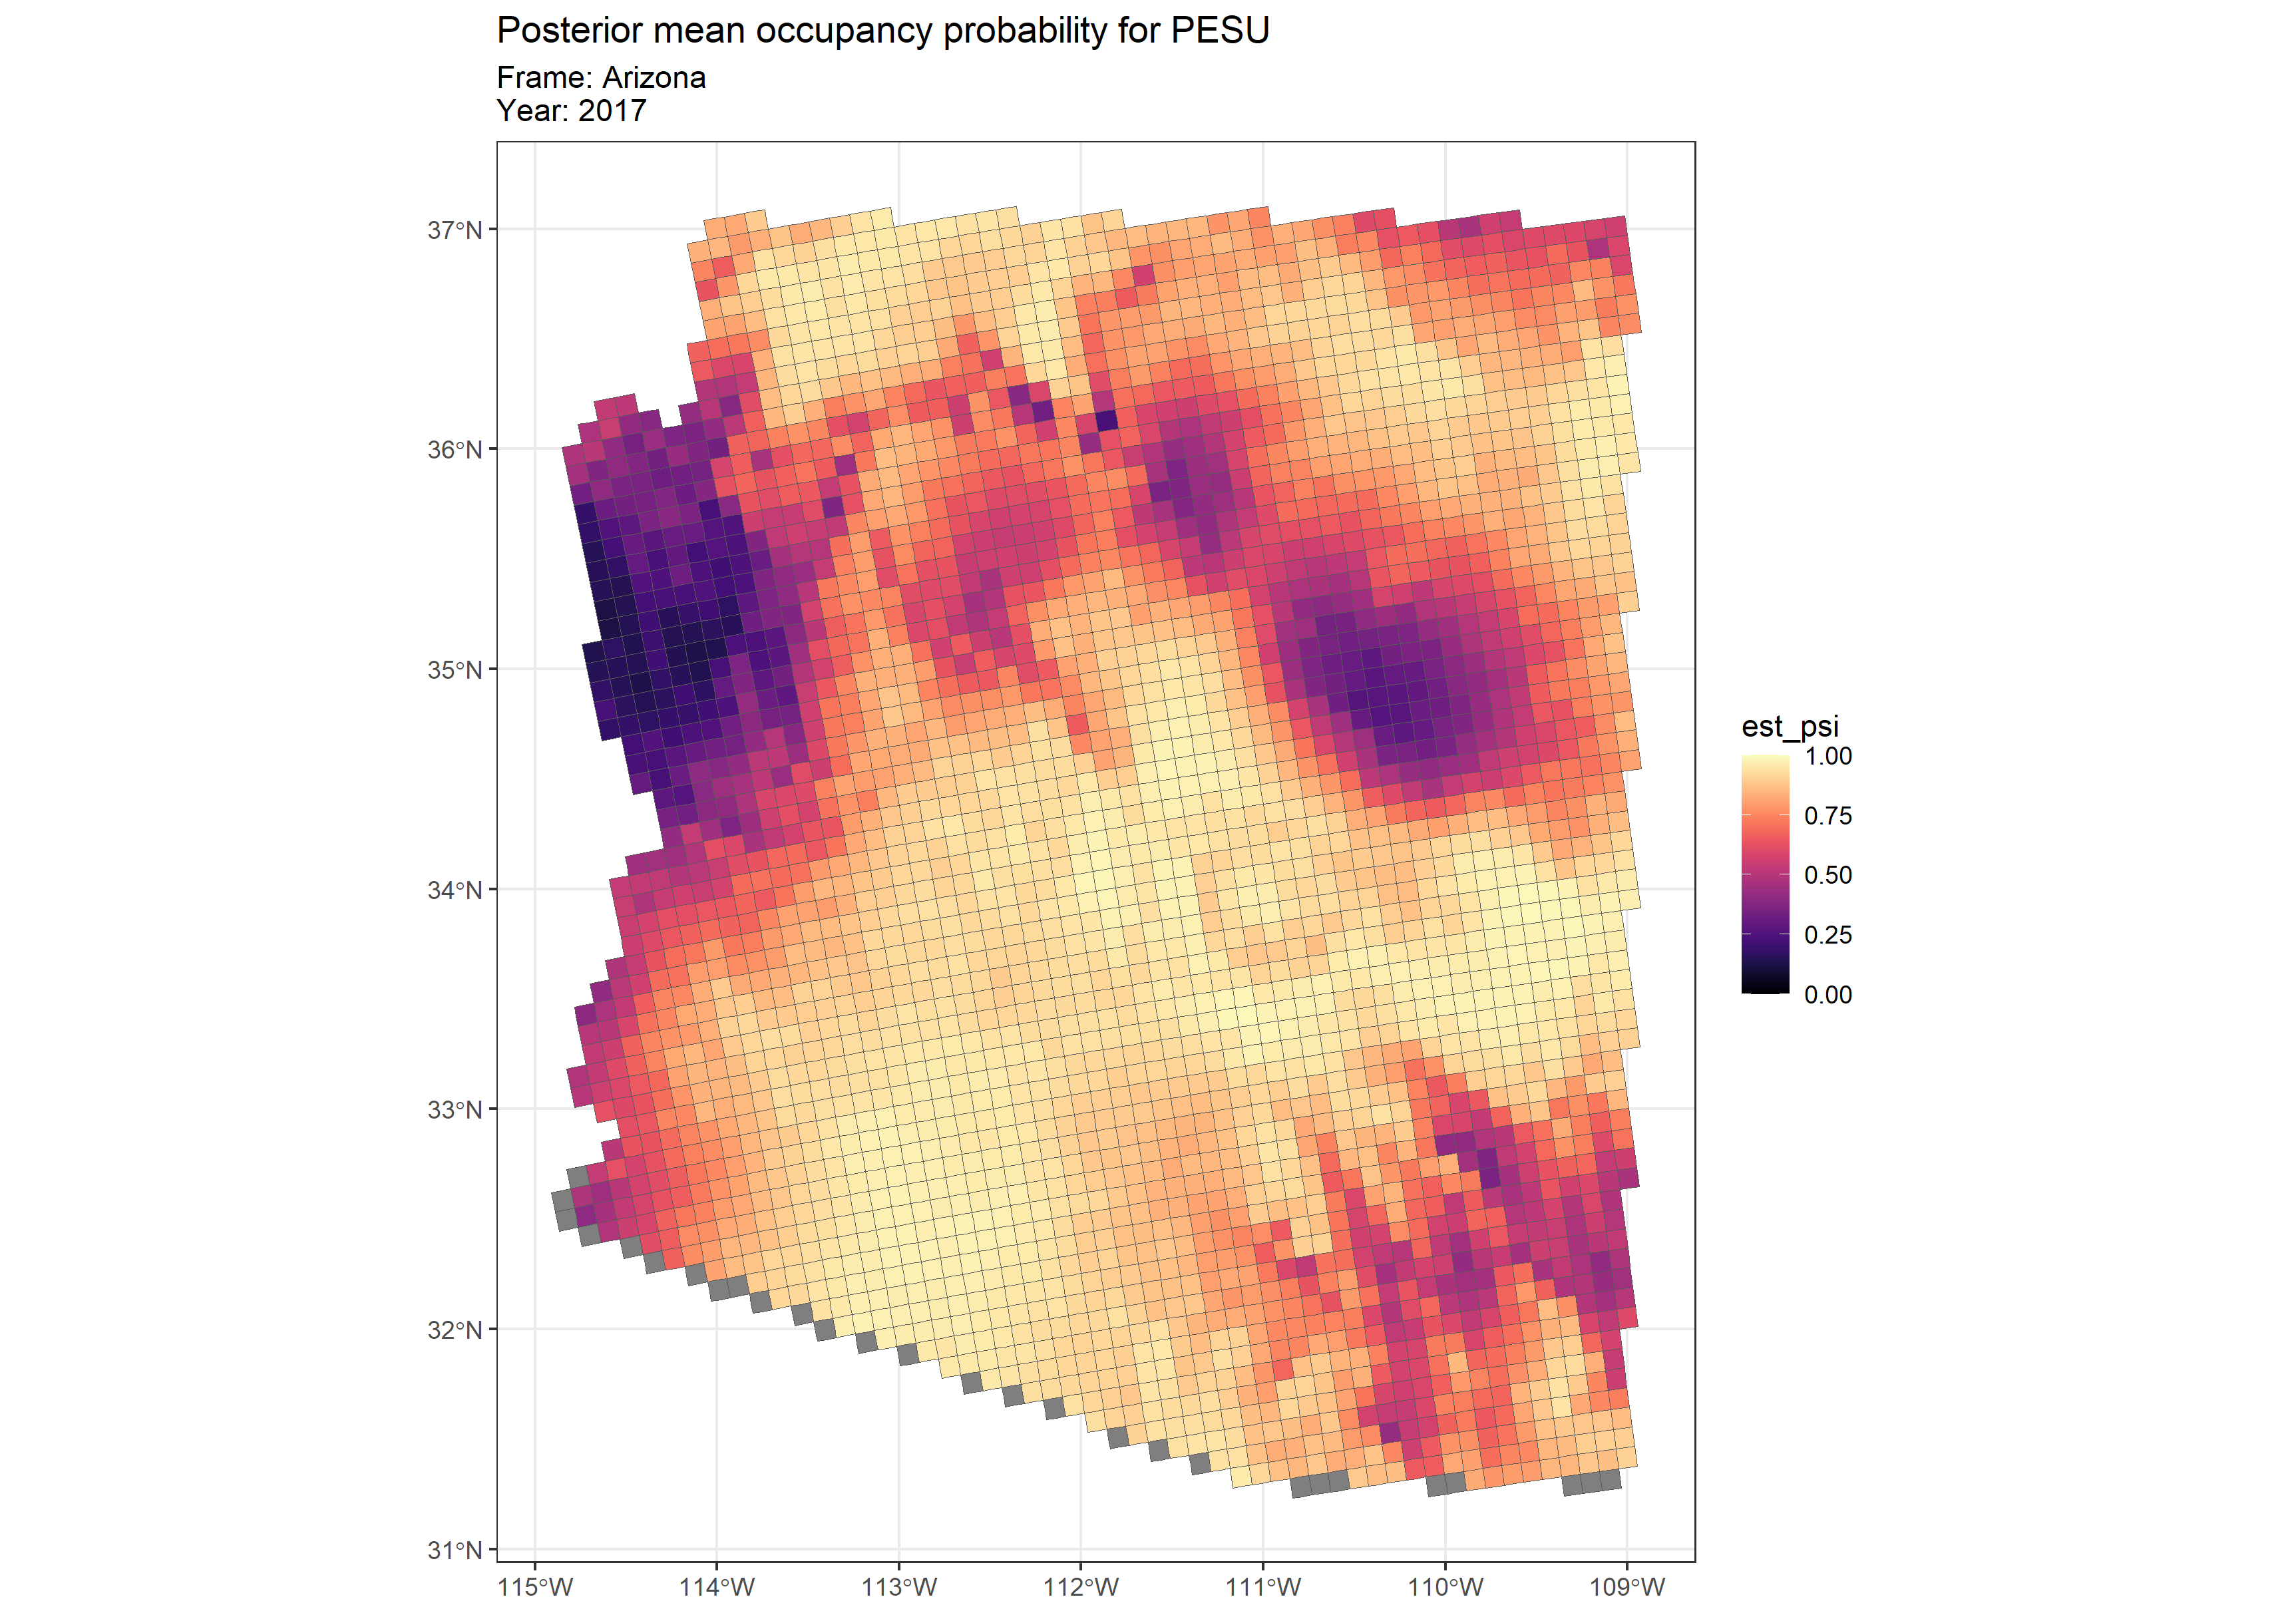 Posterior mean occupancy probability for PESU
Frame: Arizona
Year: 2017
37°N
36°N
35°N
34°N
33°N
32°N
31°N
115°W
114°W
113°W
112°W
111°W
110°W
109°W
est_psi
1.00
0.75
0.50
0.25
0.00